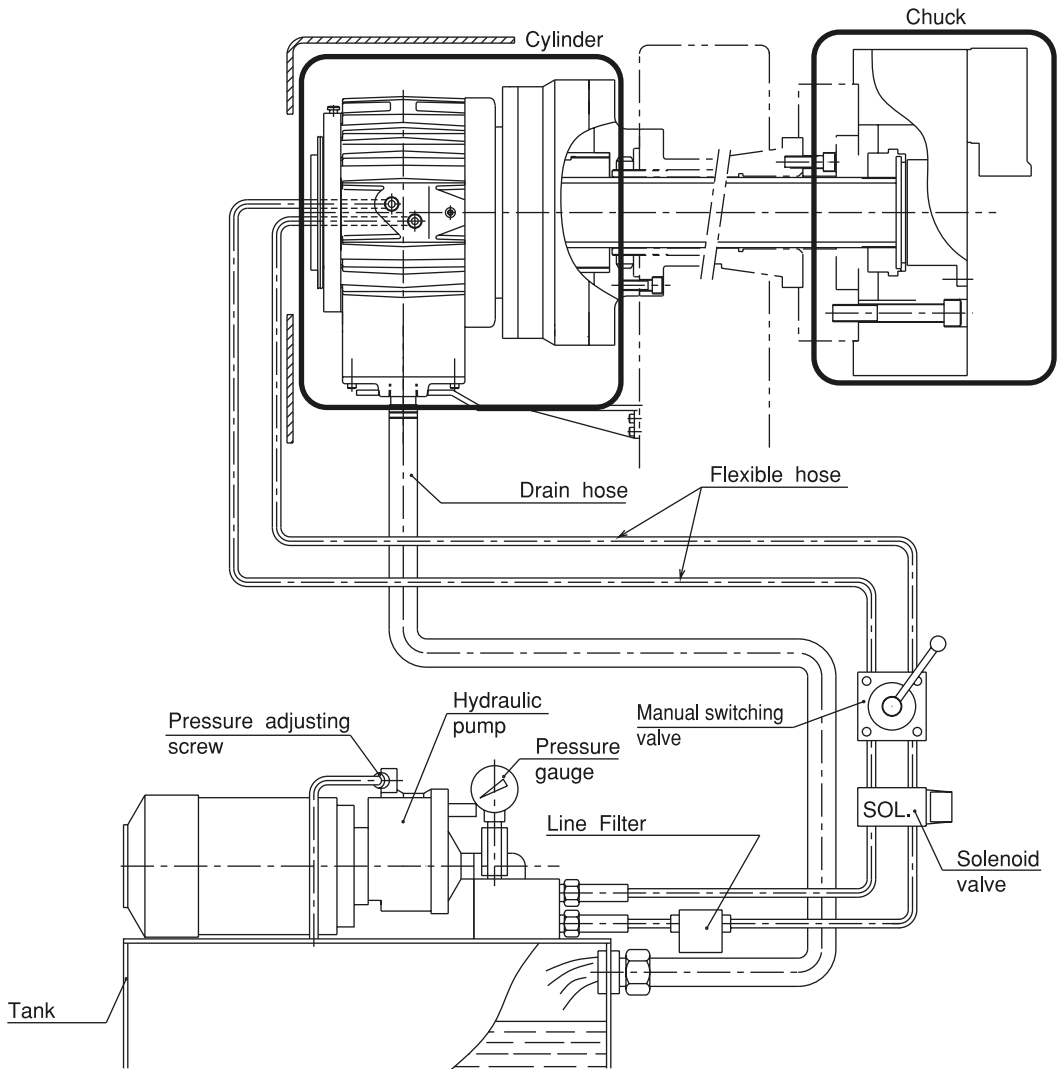 Chuck
Cylinder
Drain hose
Flexible hose
Hydraulic
pump
Pressure adjusting
screw
Pressure
gauge
Manual switching
valve
Line Filter
SOL.
Solenoid
valve
Tank